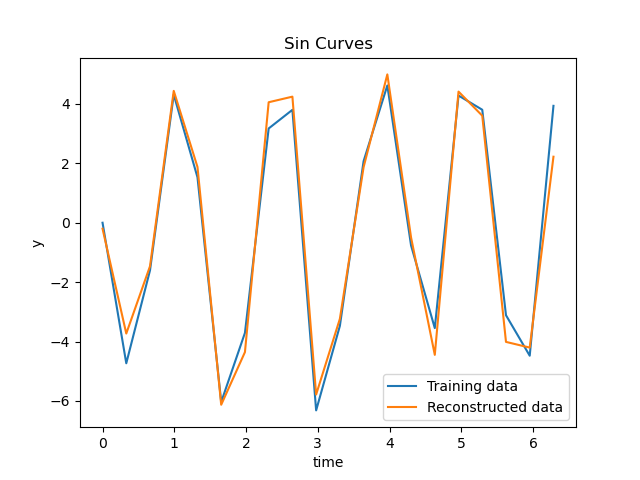 Sin Curves
y
4
2
0
−2
−4
−6
0 1 2 3 4 5 6
time
Training data
Reconstructed data